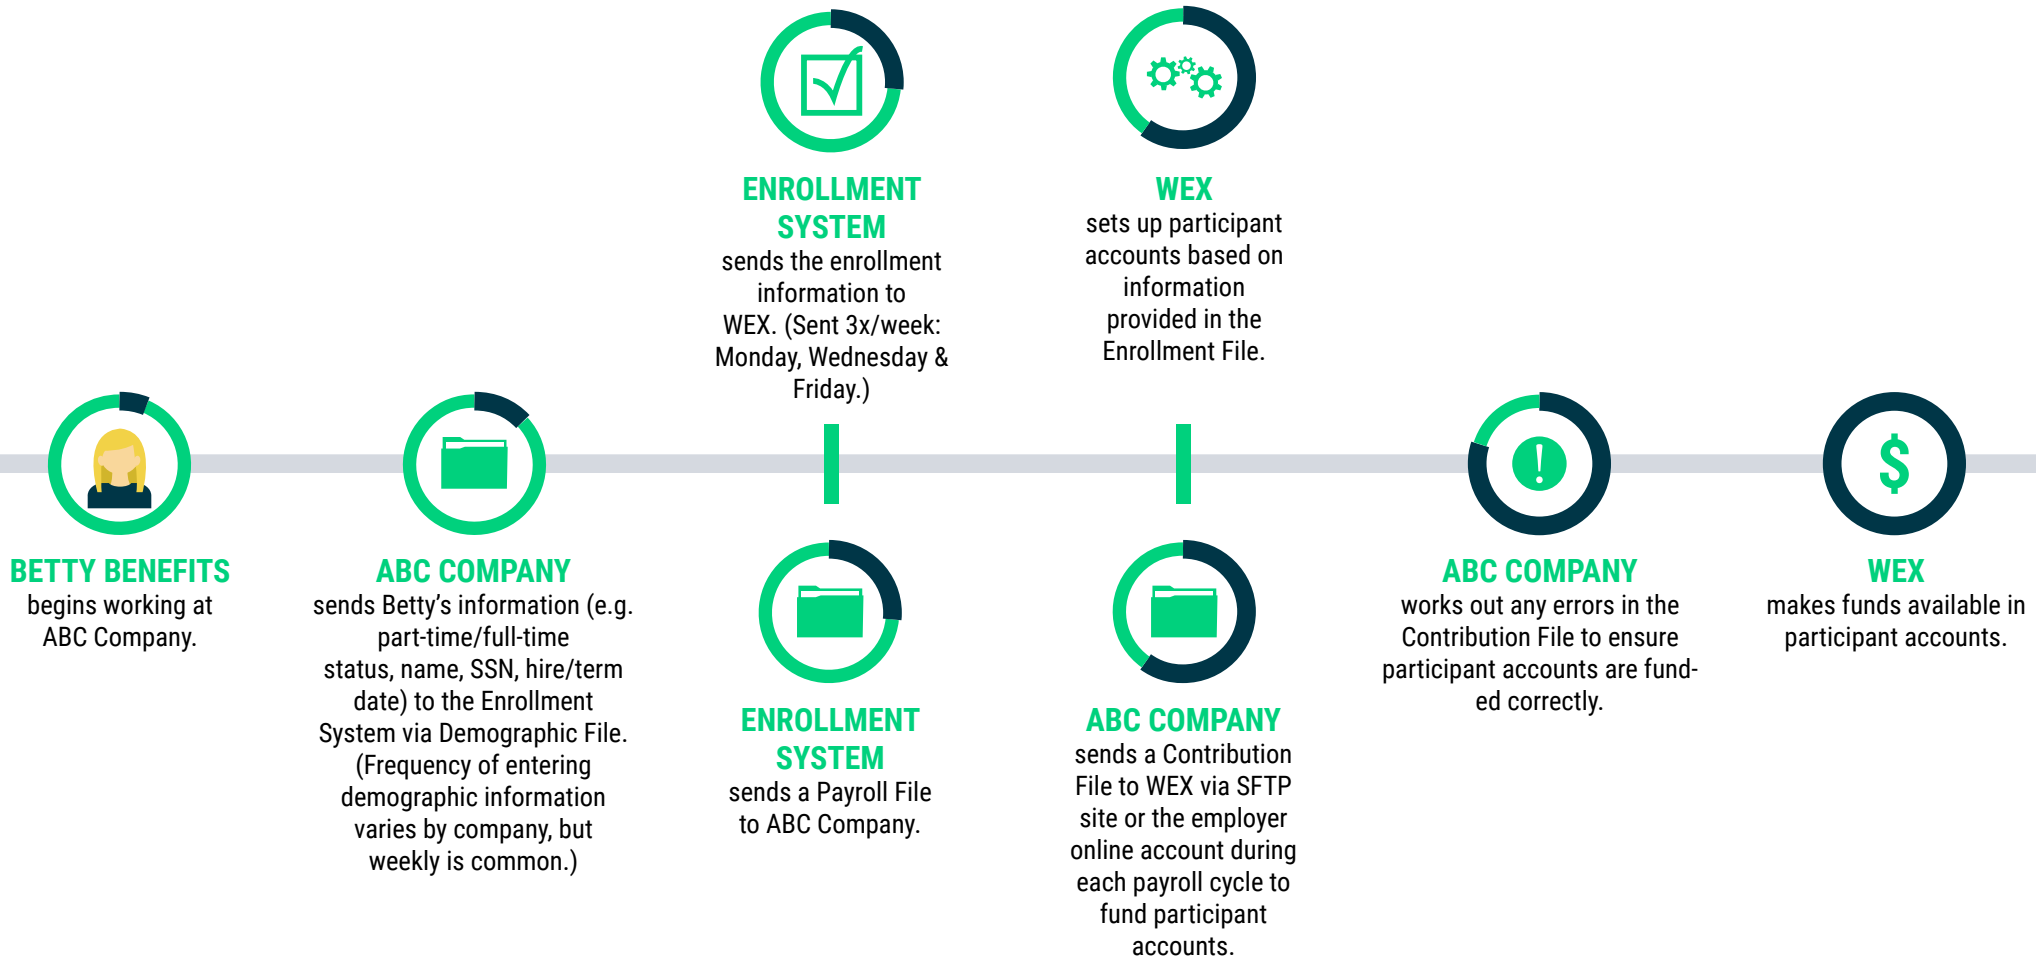 BETTY BENEFITS
begins working at
ABC Company.
ABC COMPANY
sends Betty’s information (e.g.
part-time/full-time
status, name, SSN, hire/term
date) to the Enrollment
System via Demographic File.
(Frequency of entering
demographic information
varies by company, but
weekly is common.)
ENROLLMENT
SYSTEM
sends the enrollment
information to
WEX. (Sent 3x/week:
Monday, Wednesday &
Friday.)
ENROLLMENT
SYSTEM
sends a Payroll File
to ABC Company.
WEX
sets up participant
accounts based on
information
provided in the
Enrollment File.
ABC COMPANY
sends a Contribution
File to WEX via SFTP
site or the employer
online account during
each payroll cycle to
fund participant
accounts.
ABC COMPANY
works out any errors in the
Contribution File to ensure
participant accounts are fund-
ed correctly.
WEX
makes funds available in
participant accounts.